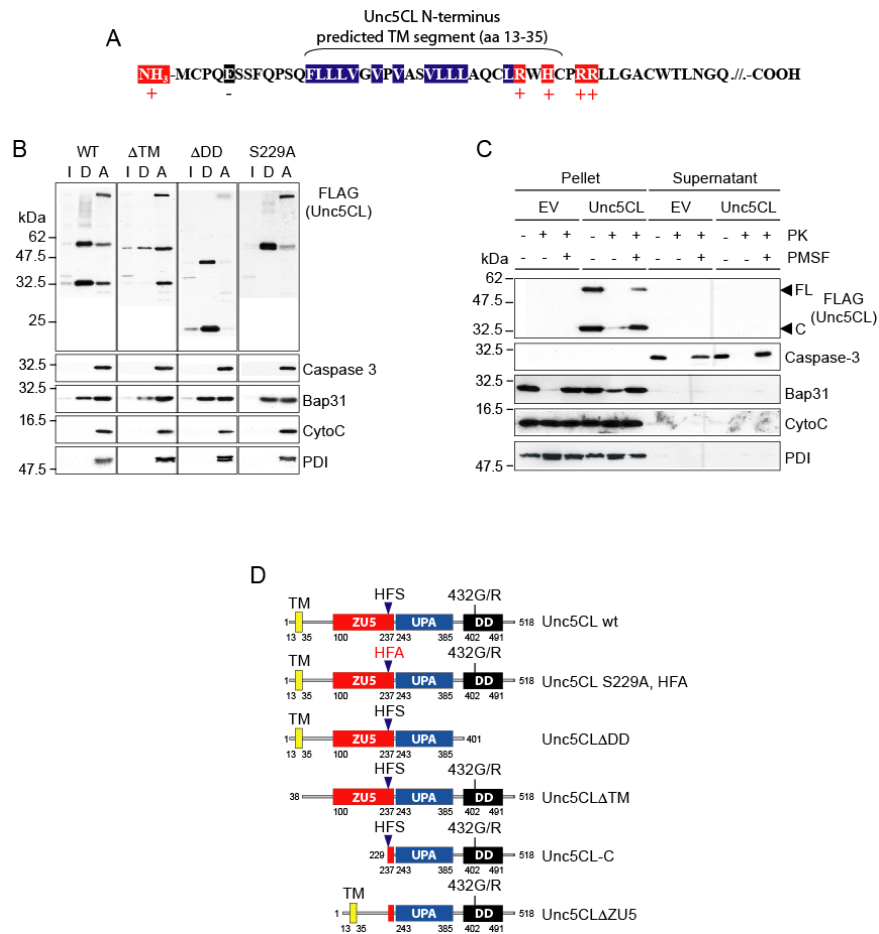 Unc5CL N-terminus
predicted TM segment (aa 13-35)
A
NH3-MCPQESSFQPSQFLLLVGVPVASVLLLAQCLRWHCPRRLLGACWTLNGQ.//.-COOH
+ - + + ++
B
WT ΔTM ΔDD S229A
I D A I D A I D A I D A
FLAG
(Unc5CL)
kDa
62
47.5
32.5
25
32.5 Caspase 3
32.5 Bap31
16.5 CytoC
47.5 PDI
C
Pellet Supernatant
EV Unc5CL EV Unc5CL
- + + - + + - + + - + + PK
+ + + + PMSF
kDa
62
47.5
32.5
FL
FLAG
(Unc5CL)
C
32.5 Caspase-3
32.5 Bap31
16.5 CytoC
47.5 PDI
D
TM HFS 432G/R
1 ZU5 UPA DD 518 Unc5CL wt
13 35 100 237 243 385 402 491
TM HFA 432G/R
1 ZU5 UPA DD 518 Unc5CL S229A, HFA
13 35 100 237 243 385 402 491
TM HFS
1 ZU5 UPA 401 Unc5CLΔDD
13 35 100 237 243 385
HFS 432G/R
38 ZU5 UPA DD 518 Unc5CLΔTM
100 237 243 385 402 491
HFS 432G/R
229 UPA DD 518 Unc5CL-C
237 243 385 402 491
TM 432G/R
1 UPA DD 518 Unc5CLΔZU5
13 35 243 385 402 491